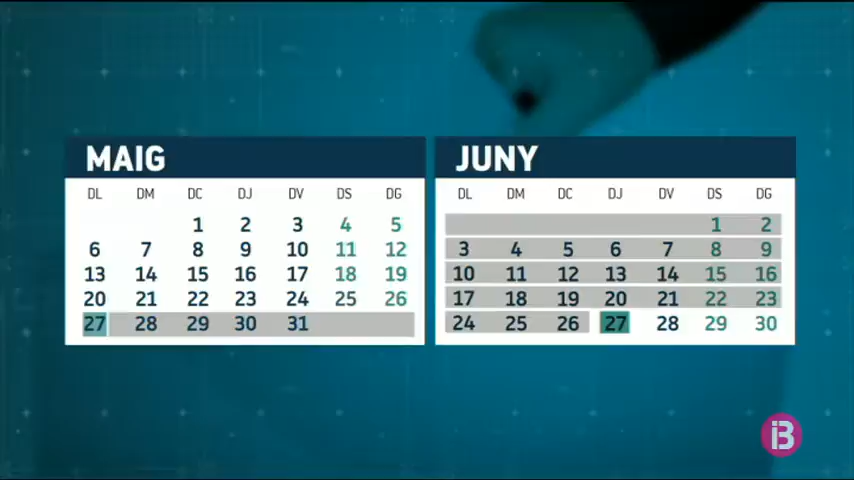 MAIG
DL DM DC DJ DV DS DG
1 2 3 4 5
6 7 8 9 10 11 12
13 14 15 16 17 18 19
20 21 22 23 24 25 26
27 28 29 30 31
JUNY
DL DM DC DJ DV DS DG
1 2
3 4 5 6 7 8 9
10 11 12 13 14 15 16
17 18 19 20 21 22 23
24 25 26 27 28 29 30
iB